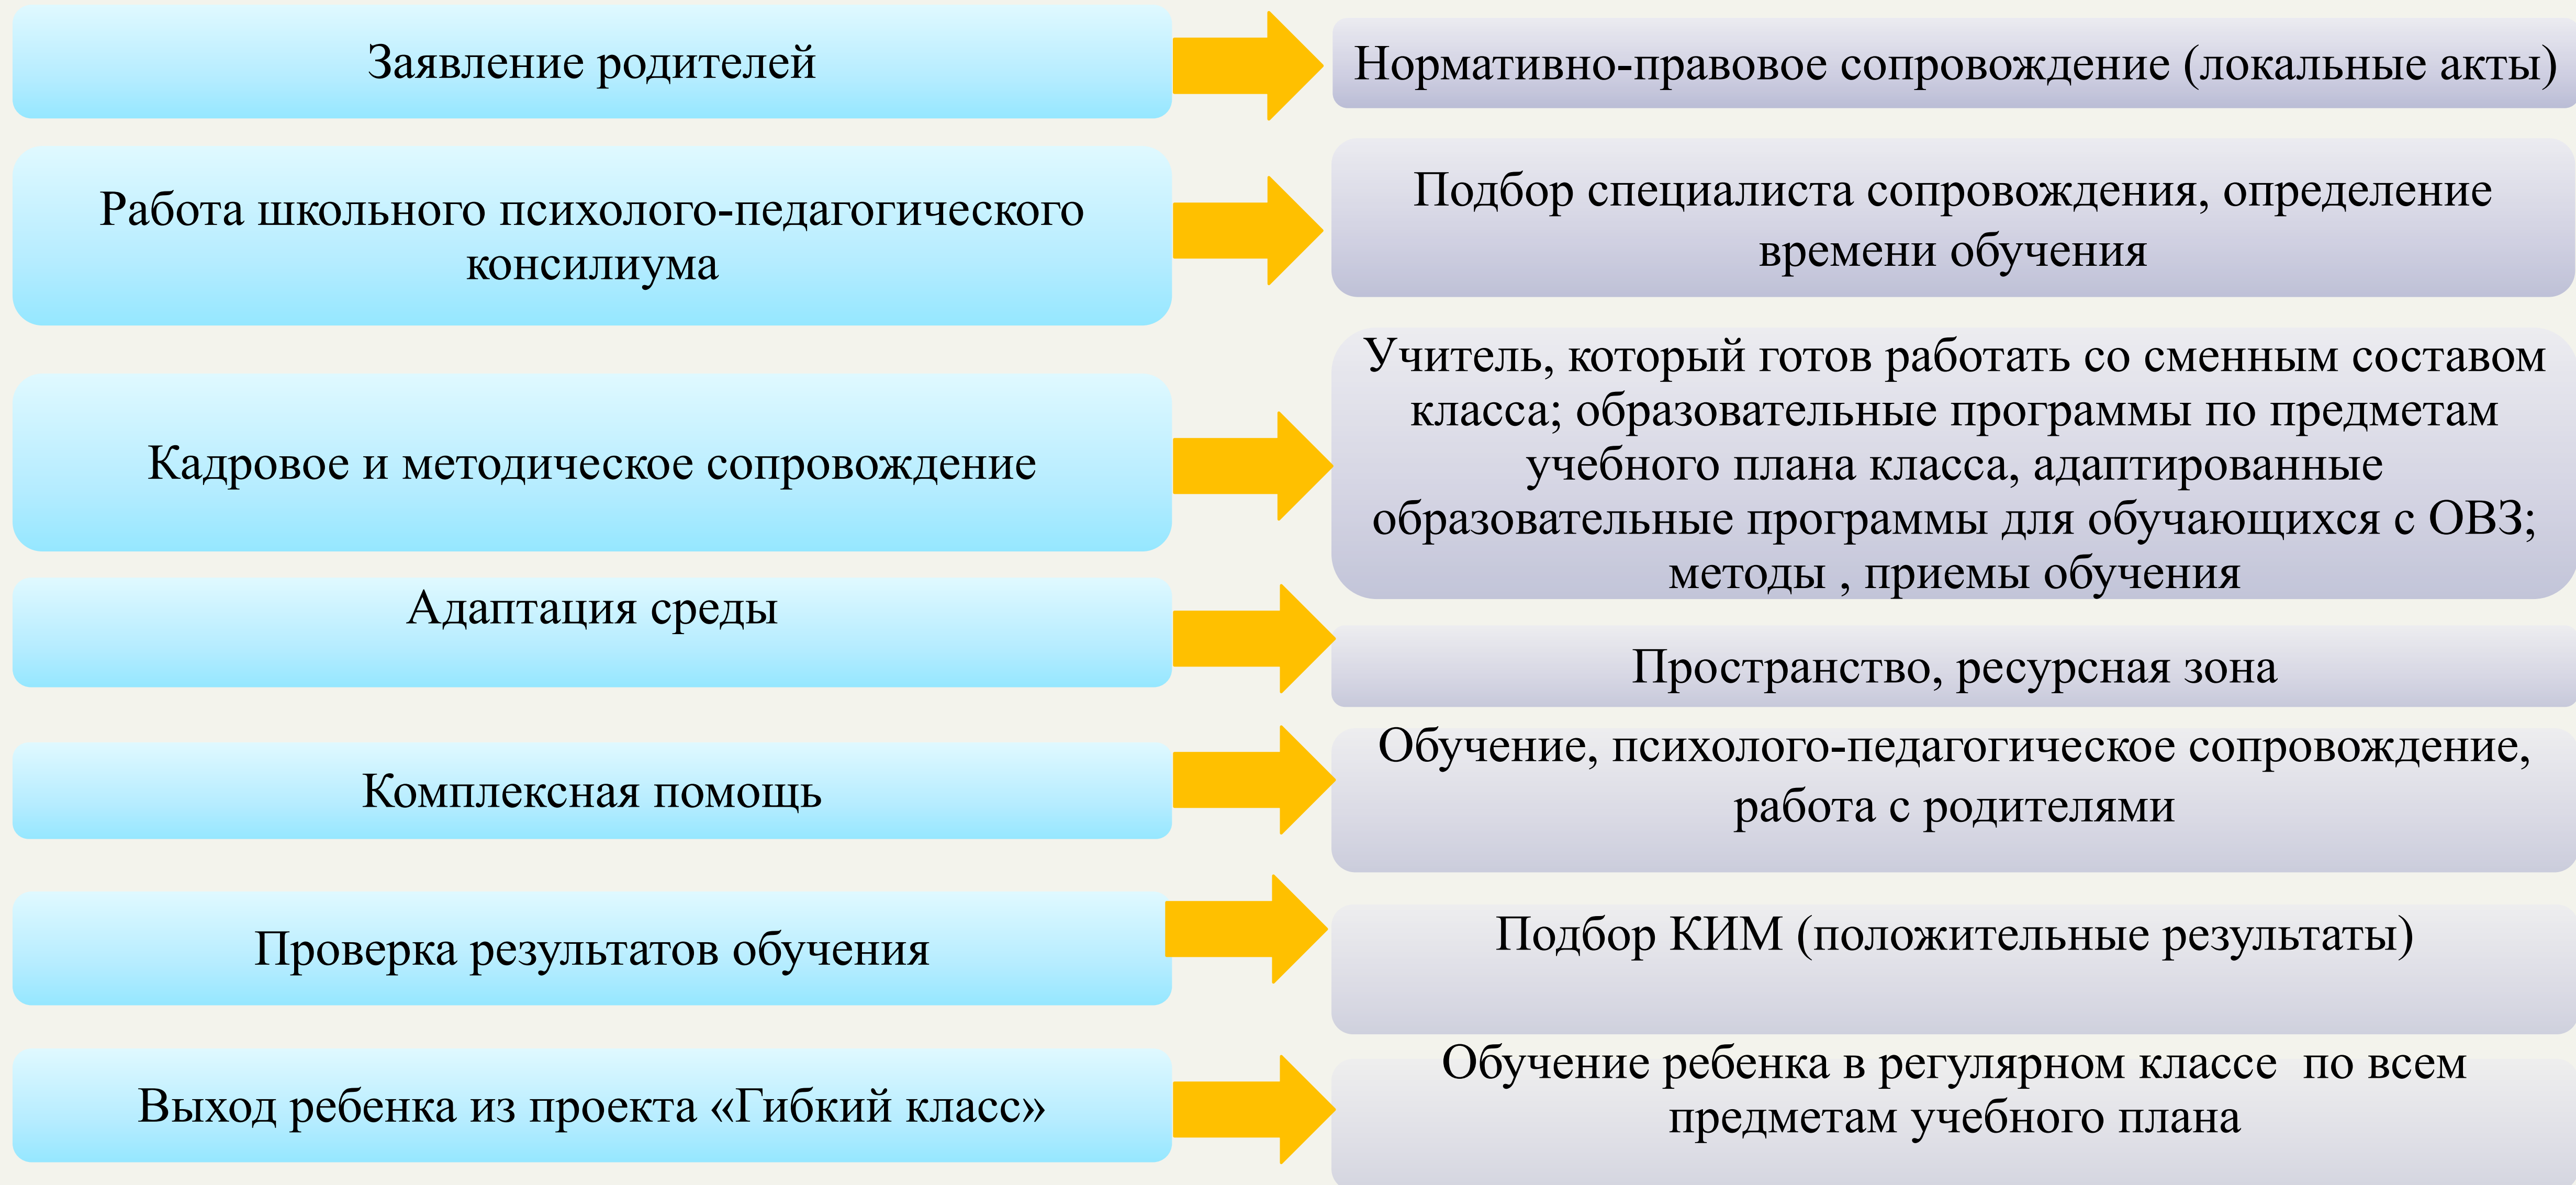 Заявление родителей
Нормативно-правовое сопровождение (локальные акты)
Работа школьного психолого-педагогического
консилиума
Подбор специалиста сопровождения, определение
времени обучения
Кадровое и методическое сопровождение
Учитель, который готов работать со сменным составом
класса; образовательные программы по предметам
учебного плана класса, адаптированные
образовательные программы для обучающихся с ОВЗ;
методы , приемы обучения
Адаптация среды
Пространство, ресурсная зона
Комплексная помощь
Обучение, психолого-педагогическое сопровождение,
работа с родителями
Проверка результатов обучения
Подбор КИМ (положительные результаты)
Выход ребенка из проекта «Гибкий класс»
Обучение ребенка в регулярном классе  по всем
предметам учебного плана